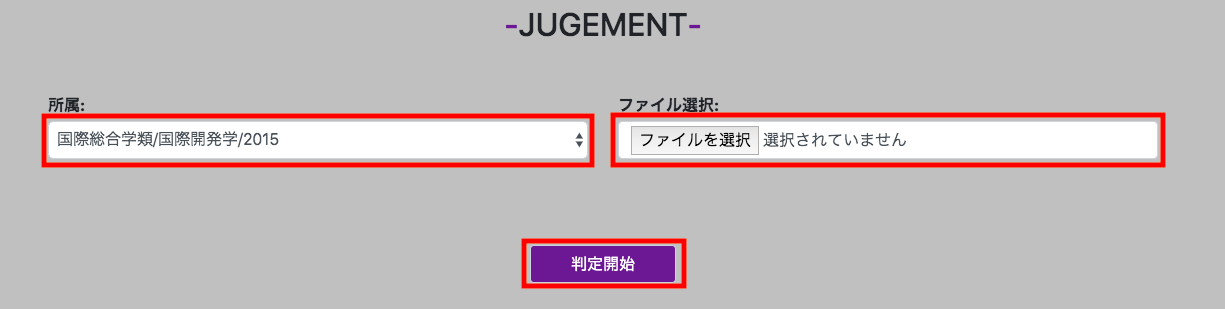 -JUGEMENT-
所属:
国際総合学類/国際開発学/2015
ファイル選択:
ファイルを選択 選択されていません
判定開始